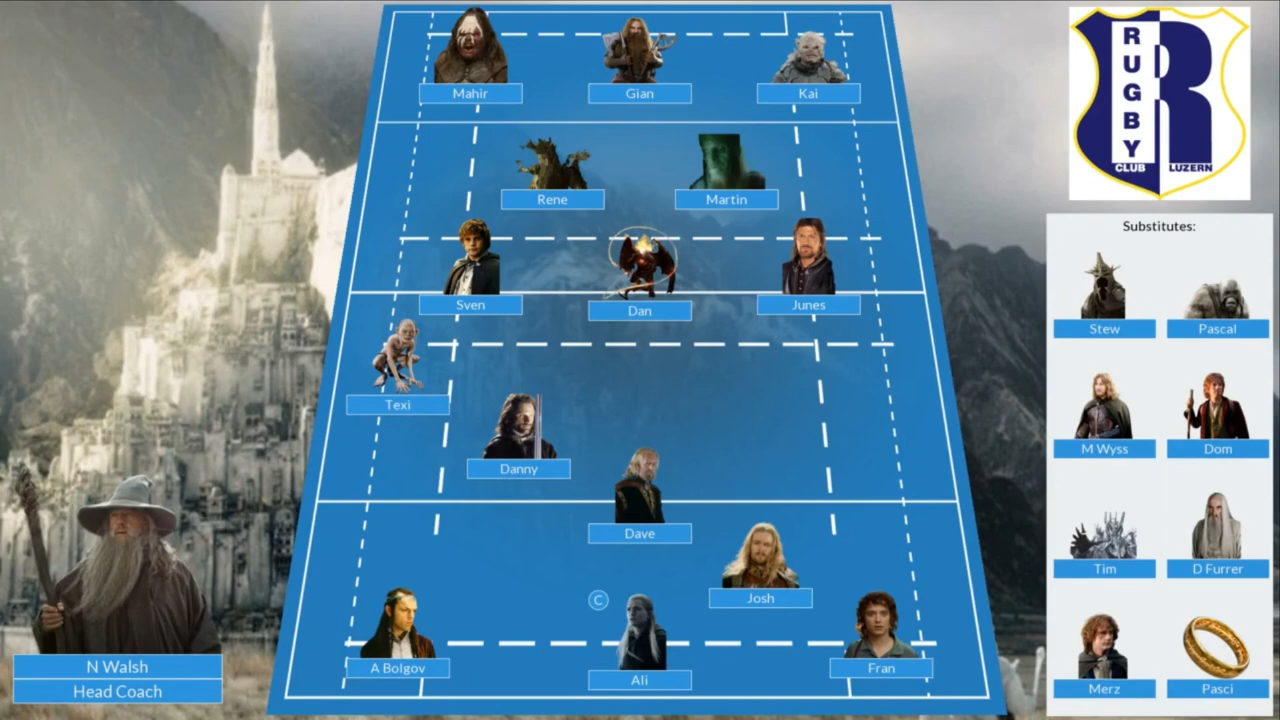 Mahir
Gian
Kai
Rene
Martin
Sven
Dan
Junes
Texi
Danny
Dave
Josh
C
A Bolgov
Ali
Fran
N Walsh
Head Coach
RUGBY
CLUB
LUZERN
Substitutes:
Stew
Pascal
M Wyss
Dom
Tim
D Furrer
Merz
Pasci